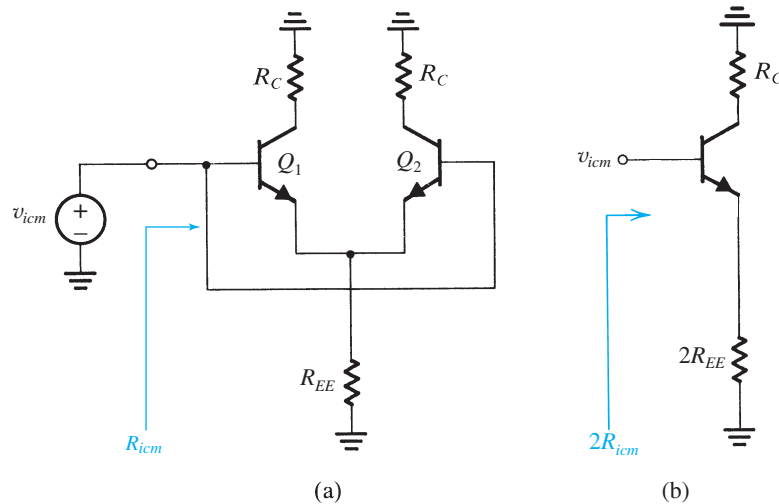 R_C
R_C
R_C
Q_1
Q_2
v_icm
v_icm
+
−
R_EE
2R_EE
R_icm
2R_icm
(a)
(b)